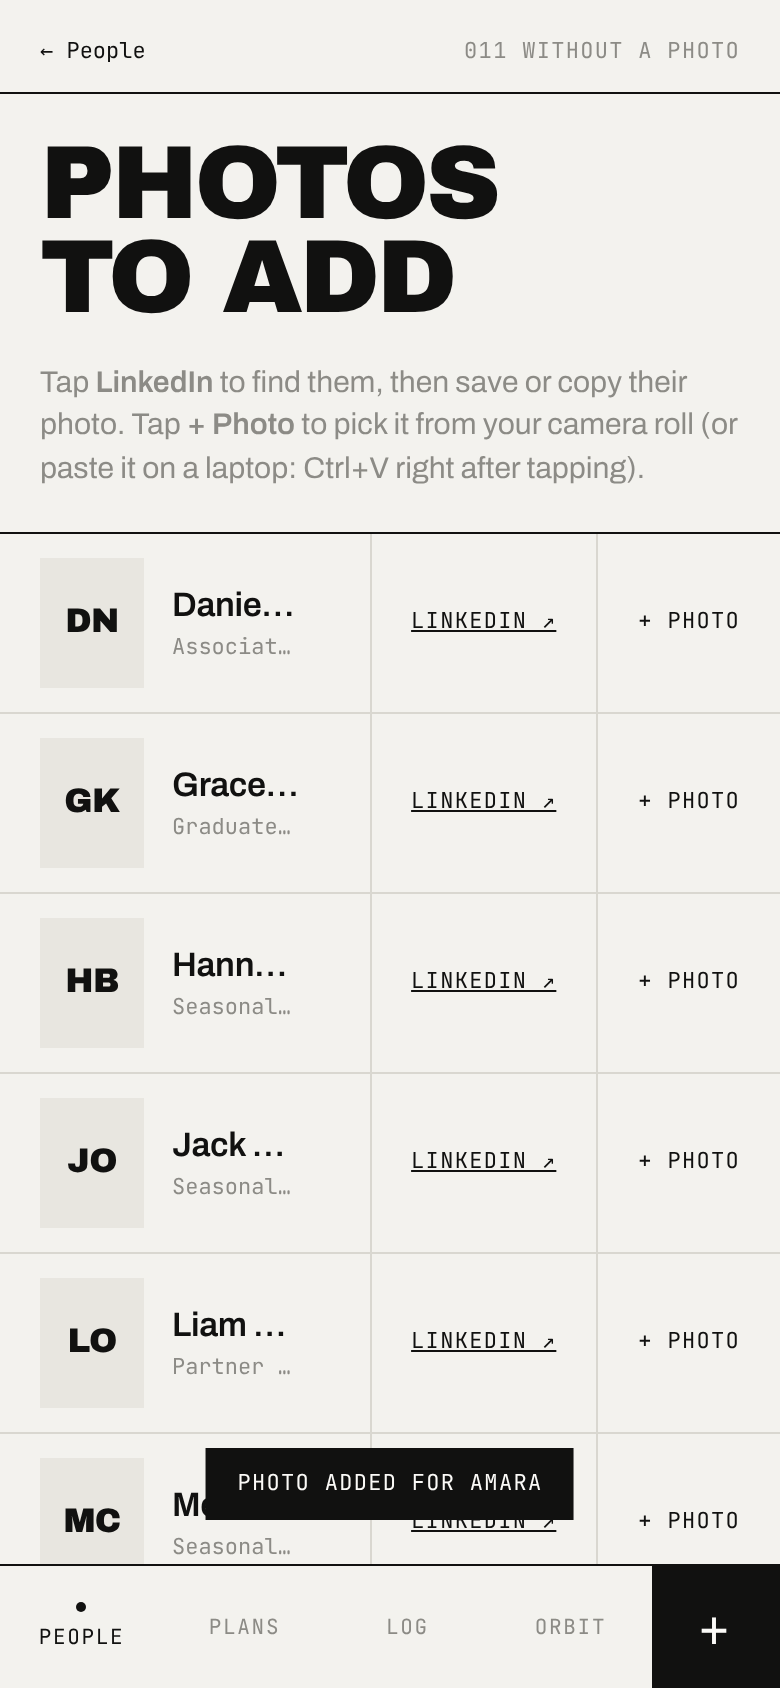 ← People
011 WITHOUT A PHOTO
PHOTOS
TO ADD
Tap LinkedIn to find them, then save or copy their
photo. Tap + Photo to pick it from your camera roll (or
paste it on a laptop: Ctrl+V right after tapping).
DN
Danie…
Associat…
LINKEDIN ↗
+ PHOTO
GK
Grace…
Graduate…
LINKEDIN ↗
+ PHOTO
HB
Hann…
Seasonal…
LINKEDIN ↗
+ PHOTO
JO
Jack …
Seasonal…
LINKEDIN ↗
+ PHOTO
LO
Liam …
Partner …
LINKEDIN ↗
+ PHOTO
MC
Seasonal…
LINKEDIN ↗
+ PHOTO
PHOTO ADDED FOR AMARA
PEOPLE
PLANS
LOG
ORBIT
+